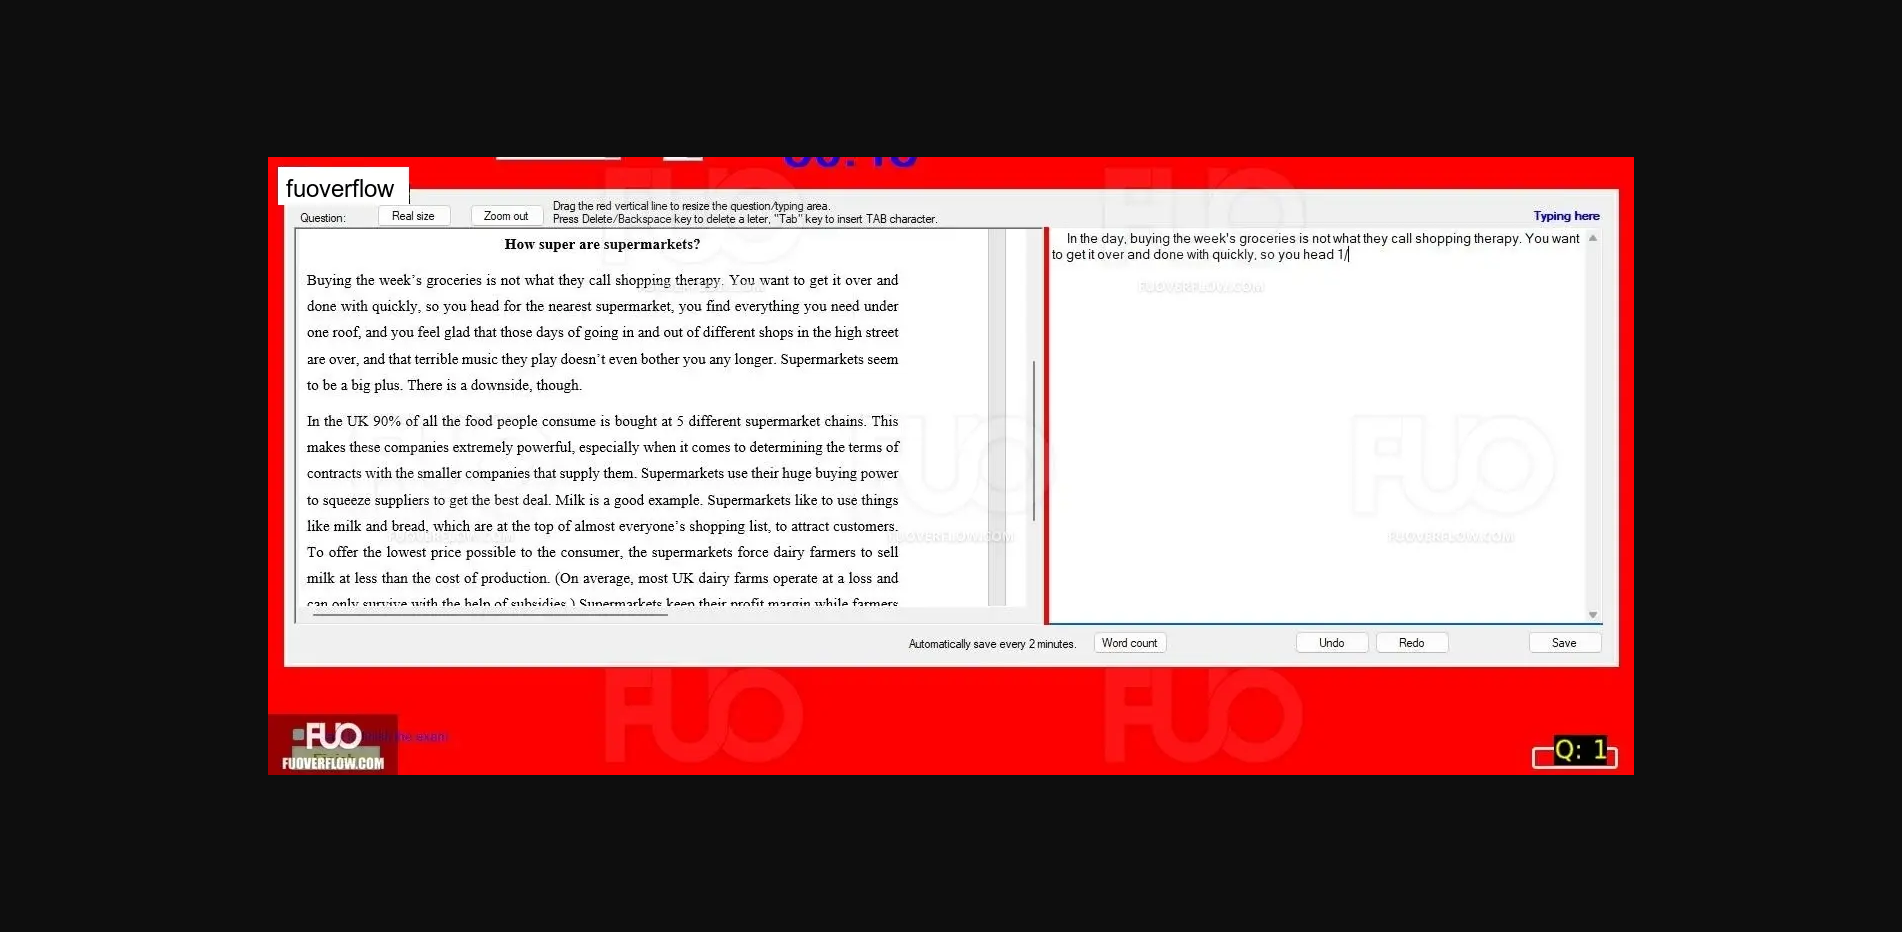 00:18
fuoverflow
Question:
Real size
Zoom out
Drag the red vertical line to resize the question/typing area.
Press Delete/Backspace key to delete a leter, "Tab" key to insert TAB character.
Typing here
How super are supermarkets?
Buying the week’s groceries is not what they call shopping therapy. You want to get it over and
done with quickly, so you head for the nearest supermarket, you find everything you need under
one roof, and you feel glad that those days of going in and out of different shops in the high street
are over, and that terrible music they play doesn’t even bother you any longer. Supermarkets seem
to be a big plus. There is a downside, though.
In the UK 90% of all the food people consume is bought at 5 different supermarket chains. This
makes these companies extremely powerful, especially when it comes to determining the terms of
contracts with the smaller companies that supply them. Supermarkets use their huge buying power
to squeeze suppliers to get the best deal. Milk is a good example. Supermarkets like to use things
like milk and bread, which are at the top of almost everyone’s shopping list, to attract customers.
To offer the lowest price possible to the consumer, the supermarkets force dairy farmers to sell
milk at less than the cost of production. (On average, most UK dairy farms operate at a loss and
can only survive with the help of subsidies.) Supermarkets keep their profit margin while farmers
In the day, buying the week's groceries is not what they call shopping therapy. You want
to get it over and done with quickly, so you head 1/
Automatically save every 2 minutes.
Word count
Undo
Redo
Save
the exam
FUO
FUOVERFLOW.COM
Q: 1
FUO
FUOVERFLOW.COM